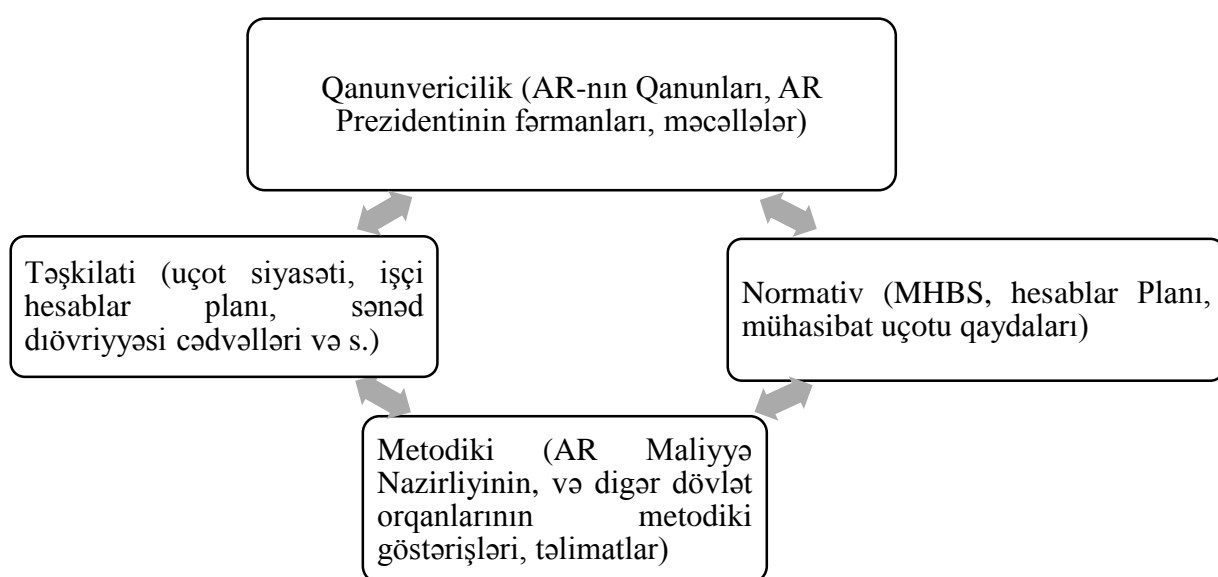 Qanunvericilik (AR-nın Qanunları, AR
Prezidentinin fərmanları, məcəllələr)
Təşkilati (uçot siyasəti, işçi
hesablar planı, sənəd
dıövriyyəsi cədvəlləri və s.)
Normativ (MHBS, hesablar Planı,
mühasibat uçotu qaydaları)
Metodiki (AR Maliyyə
Nazirliyinin, və digər dövlət
orqanlarının metodiki
göstərişləri, təlimatlar)